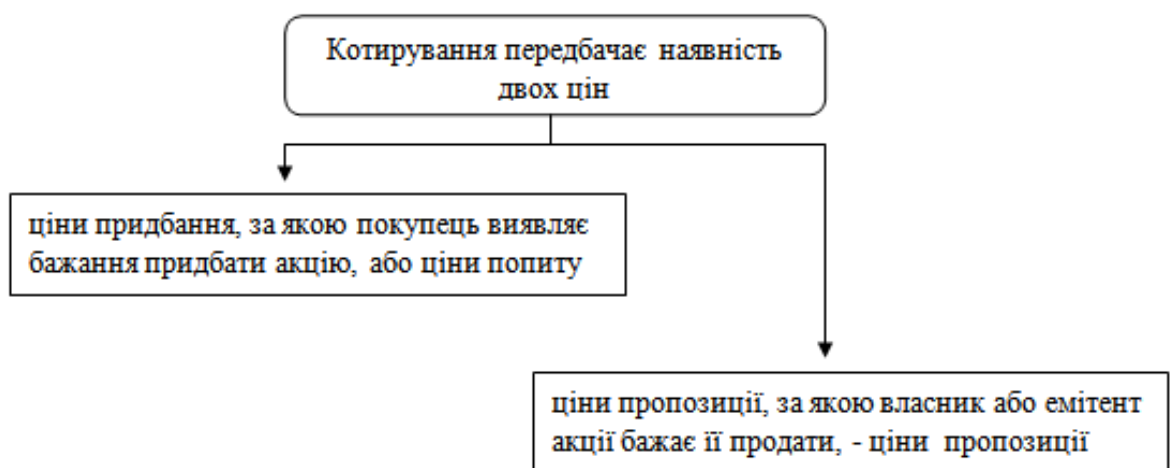 Котирування передбачає наявність
двох цін
ціни придбання, за якою покупець виявляє
бажання придбати акцію, або ціни попиту
ціни пропозиції, за якою власник або емітент
акції бажає її продати, - ціни пропозиції